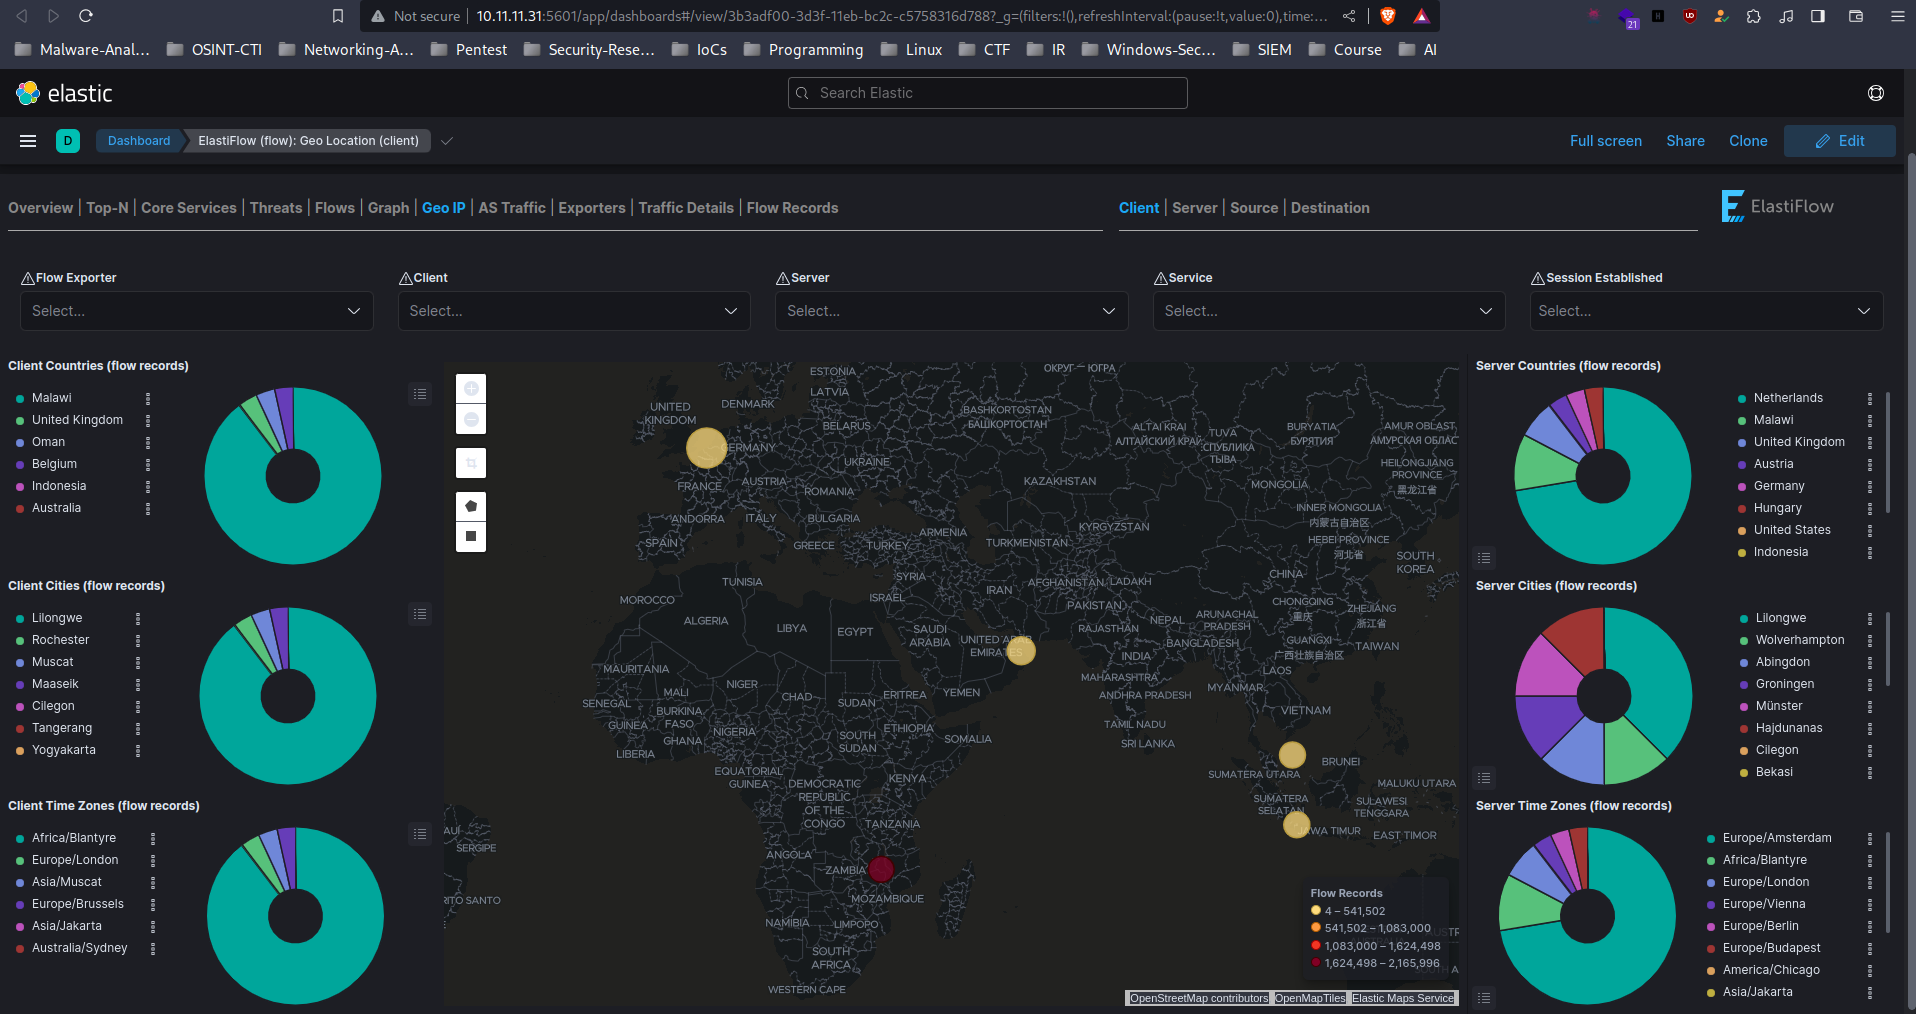 Not secure 10.11.11.31:5601/app/dashboards#/view/3b3adf00-3d3f-11eb-bc2c-c5758316d788?_g=(filters:!(),refreshInterval:(pause:!t,value:0),time:...
21
Malware-Anal... OSINT-CTI Networking-A... Pentest Security-Rese... IoCs Programming Linux CTF IR Windows-Sec... SIEM Course AI
elastic
Search Elastic
D Dashboard ElastiFlow (flow): Geo Location (client)
Full screen Share Clone Edit
Overview | Top-N | Core Services | Threats | Flows | Graph | Geo IP | AS Traffic | Exporters | Traffic Details | Flow Records
Client | Server | Source | Destination
ElastiFlow
Flow Exporter Client Server Service Session Established
Select... Select... Select... Select... Select...
Client Countries (flow records)
Malawi
United Kingdom
Oman
Belgium
Indonesia
Australia
Client Cities (flow records)
Lilongwe
Rochester
Muscat
Maaseik
Cilegon
Tangerang
Yogyakarta
Client Time Zones (flow records)
Africa/Blantyre
Europe/London
Asia/Muscat
Europe/Brussels
Asia/Jakarta
Australia/Sydney
ESTONIA
ОКРУГ — ЮГРА
LATVIA
UNITED KINGDOM
DENMARK
BASHKORTOSTAN
БАШКОРТОСТАН
BELARUS
ALTAI KRAI
АЛТАЙСКИЙ КРАЙ
TUVA
СПУБЛИКА
ТЫВА
BURYATIA
БУРЯТИЯ
AMUR OBLAST
АМУРСКАЯ ОБЛАС
GERMANY
UKRAINE
HEILONGJIANG PROVINCE
黑龙江省
FRANCE
AUSTRIA
ROMANIA
KAZAKHSTAN
MONGOLIA
INNER MONGOLIA
内蒙古自治区
ANDORRA
ITALY
BULGARIA
SPAIN
GREECE
TURKEY
ARMENIA
TURKMENISTAN
KYRGYZSTAN
HEBEI PROVINCE
河北省
SOUTH KOREA
TUNISIA
SYRIA
IRAN
AFGHANISTAN
LADAKH
CHINA
MOROCCO
ISRAEL
PAKISTAN
CHONGQING
重庆
ZHEJIANG
浙江省
ALGERIA
LIBYA
EGYPT
SAUDI ARABIA
UNITED ARAB EMIRATES
RAJASTHAN
NEPAL
ARUNACHAL PRADESH
BANGLADESH
GUANGXI
广西壮族自治区
TAIWAN
INDIA
LAOS
MAURITANIA
MALI
NIGER
CHAD
SUDAN
ERITREA
YEMEN
MAHARASHTRA
ANDHRA PRADESH
MYANMAR
SENEGAL
BURKINA FASO
GUINEA
GHANA
NIGERIA
ETHIOPIA
SOMALIA
TAMIL NADU
VIETNAM
LIBERIA
SOUTH SUDAN
SRI LANKA
EQUATORIAL GUINEA
DEMOCRATIC REPUBLIC OF THE CONGO
KENYA
SUMATERA UTARA
BRUNEI
MALUKU UTARA
TANZANIA
SUMATERA SELATAN
SULAWESI TENGGARA
JAWA TIMUR
EAST TIMOR
AUI
SERGIPE
ANGOLA
ZAMBIA
MOZAMBIQUE
RITO SANTO
NAMIBIA
LIMPOPO
SOUTH AFRICA
WESTERN CAPE
Flow Records
4 – 541,502
541,502 – 1,083,000
1,083,000 – 1,624,498
1,624,498 – 2,165,996
OpenStreetMap contributors OpenMapTiles Elastic Maps Service
Server Countries (flow records)
Netherlands
Malawi
United Kingdom
Austria
Germany
Hungary
United States
Indonesia
Server Cities (flow records)
Lilongwe
Wolverhampton
Abingdon
Groningen
Münster
Hajdunanas
Cilegon
Bekasi
Server Time Zones (flow records)
Europe/Amsterdam
Africa/Blantyre
Europe/London
Europe/Vienna
Europe/Berlin
Europe/Budapest
America/Chicago
Asia/Jakarta